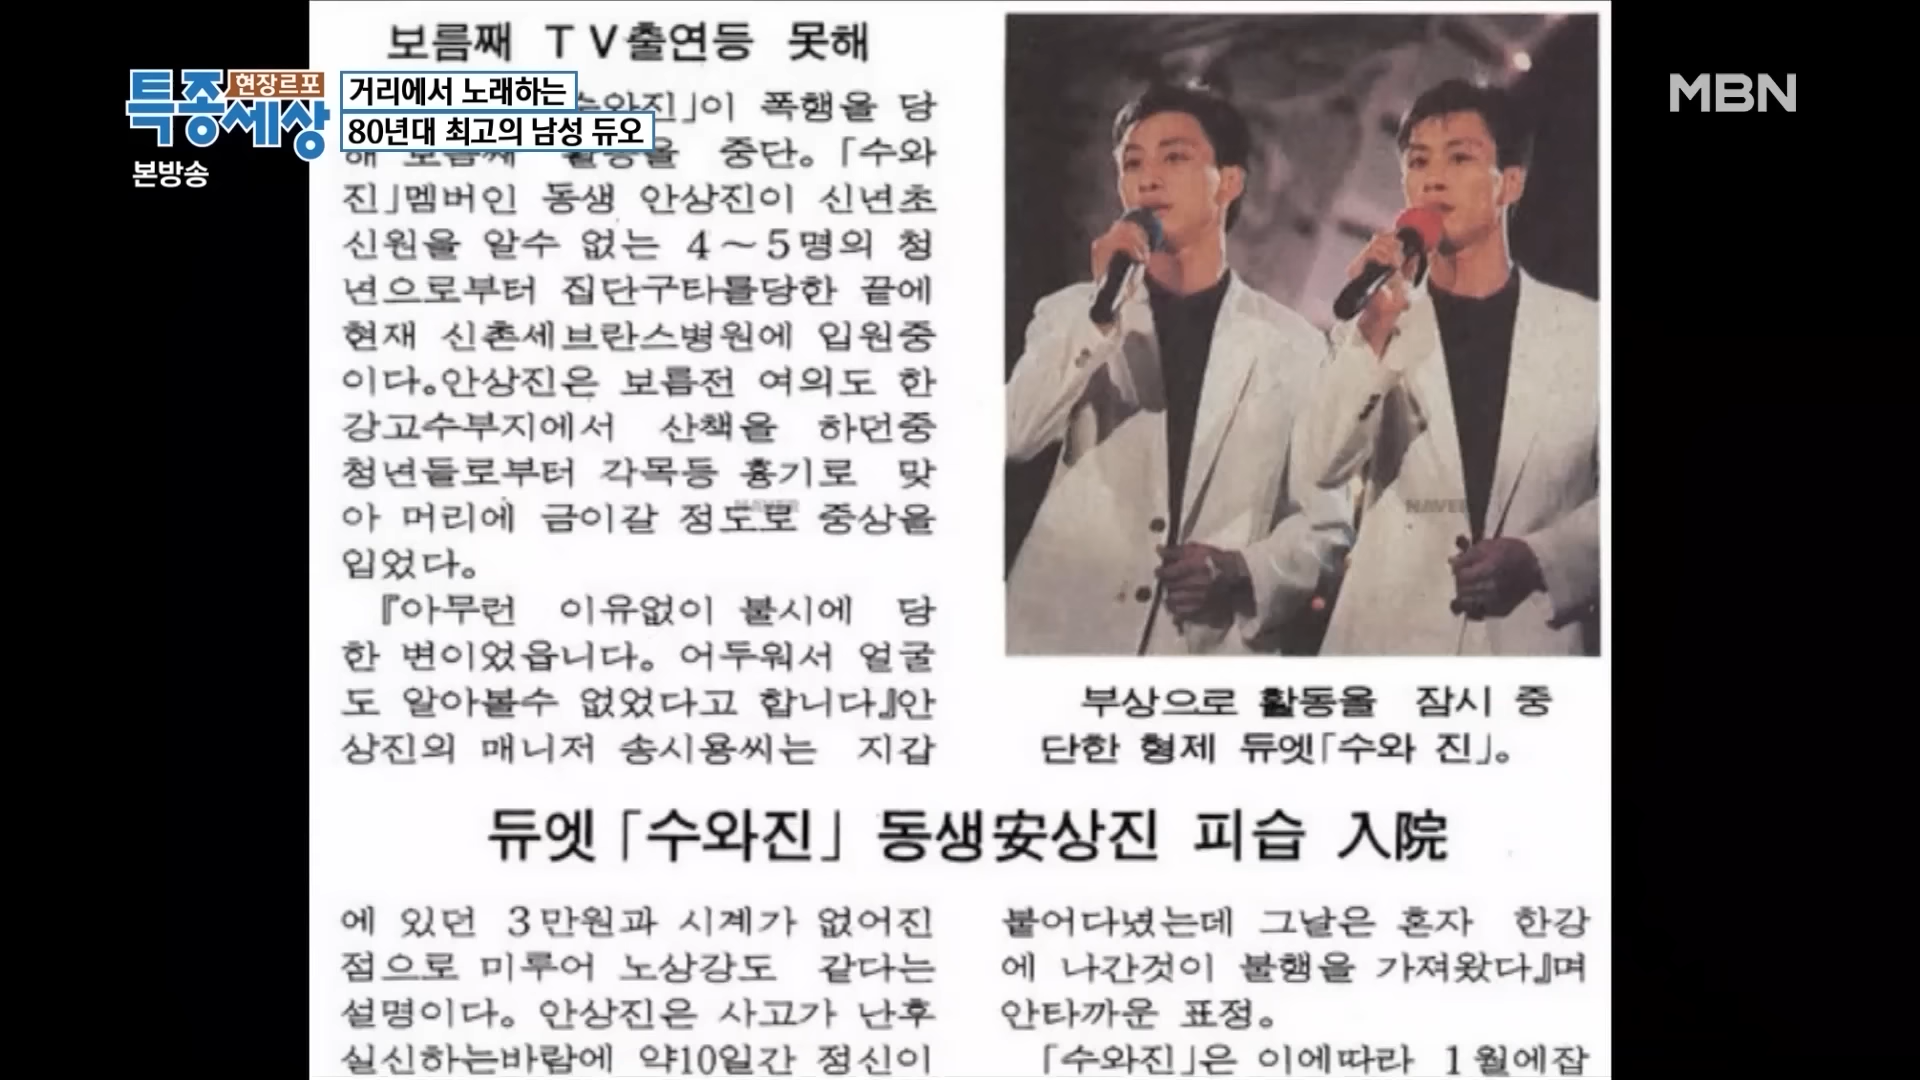 보름째 TV출연등 못해
특종세상
현장르포
본방송
거리에서 노래하는
80년대 최고의 남성 듀오
MBN
수와진」이 폭행을 당
해 보름째 활동을 중단。「수와
진」멤버인 동생 안상진이 신년초
신원을 알수 없는 4～5명의 청
년으로부터 집단구타를당한 끝에
현재 신촌세브란스병원에 입원중
이다。안상진은 보름전 여의도 한
강고수부지에서 산책을 하던중
청년들로부터 각목등 흉기로 맞
아 머리에 금이갈 정도로 중상을
입었다。
『아무런 이유없이 불시에 당
한 변이었읍니다。어두워서 얼굴
도 알아볼수 없었다고 합니다』안
상진의 매니저 송시용씨는 지갑
NAVER
NAVER
부상으로 활동을 잠시 중
단한 형제 듀엣「수와 진」。
듀엣「수와진」동생安상진 피습 入院
에 있던 3만원과 시계가 없어진
점으로 미루어 노상강도 같다는
설명이다。안상진은 사고가 난후
실신하는바람에 약10일간 정신이
붙어다녔는데 그날은 혼자 한강
에 나간것이 불행을 가져왔다』며
안타까운 표정。
「수와진」은 이에따라 1월에잡